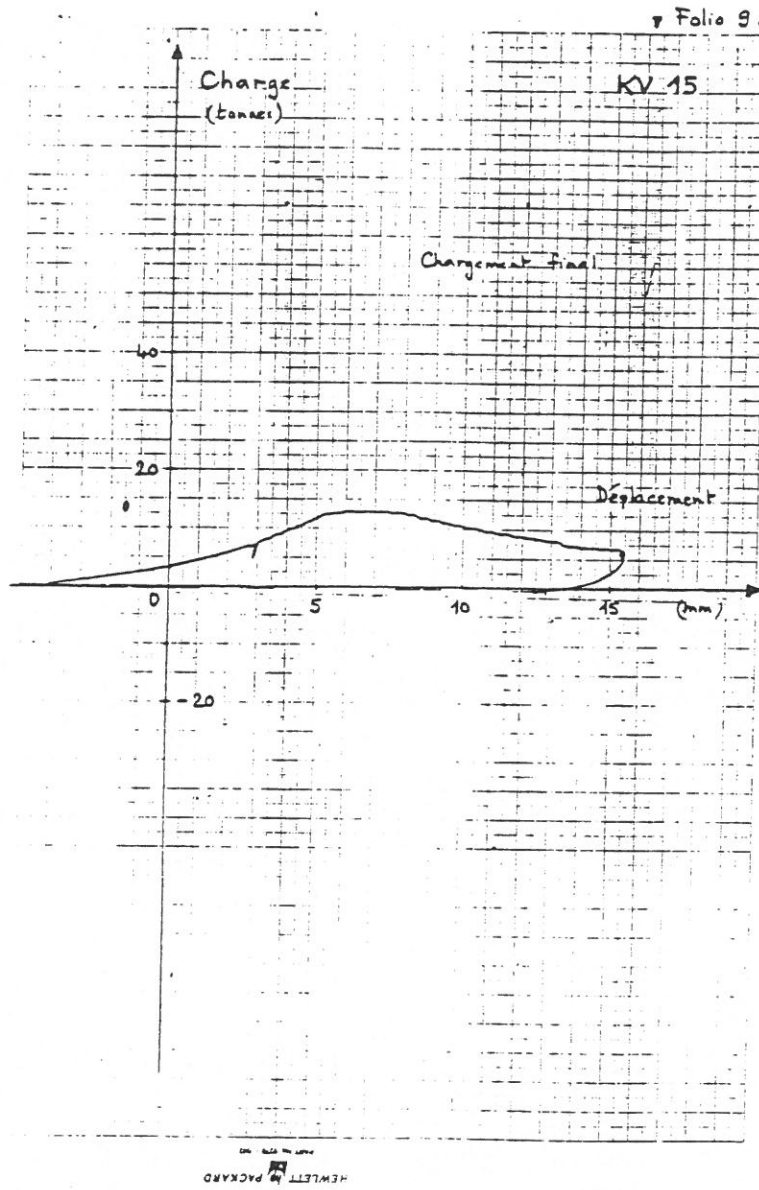 Folio 9
Charge
(tonnes)
KV 15
Chargement final
40
20
Déplacement
0
5
10
15
(mm)
-20
HEWLETT hp PACKARD